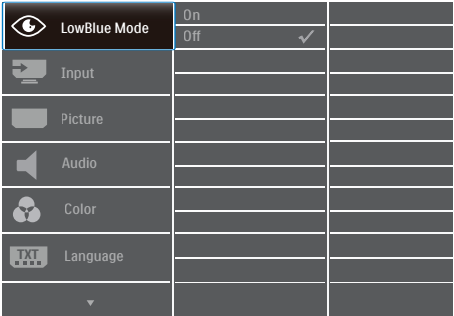 LowBlue Mode
On
Off
Input
Picture
Audio
Color
TXT
Language